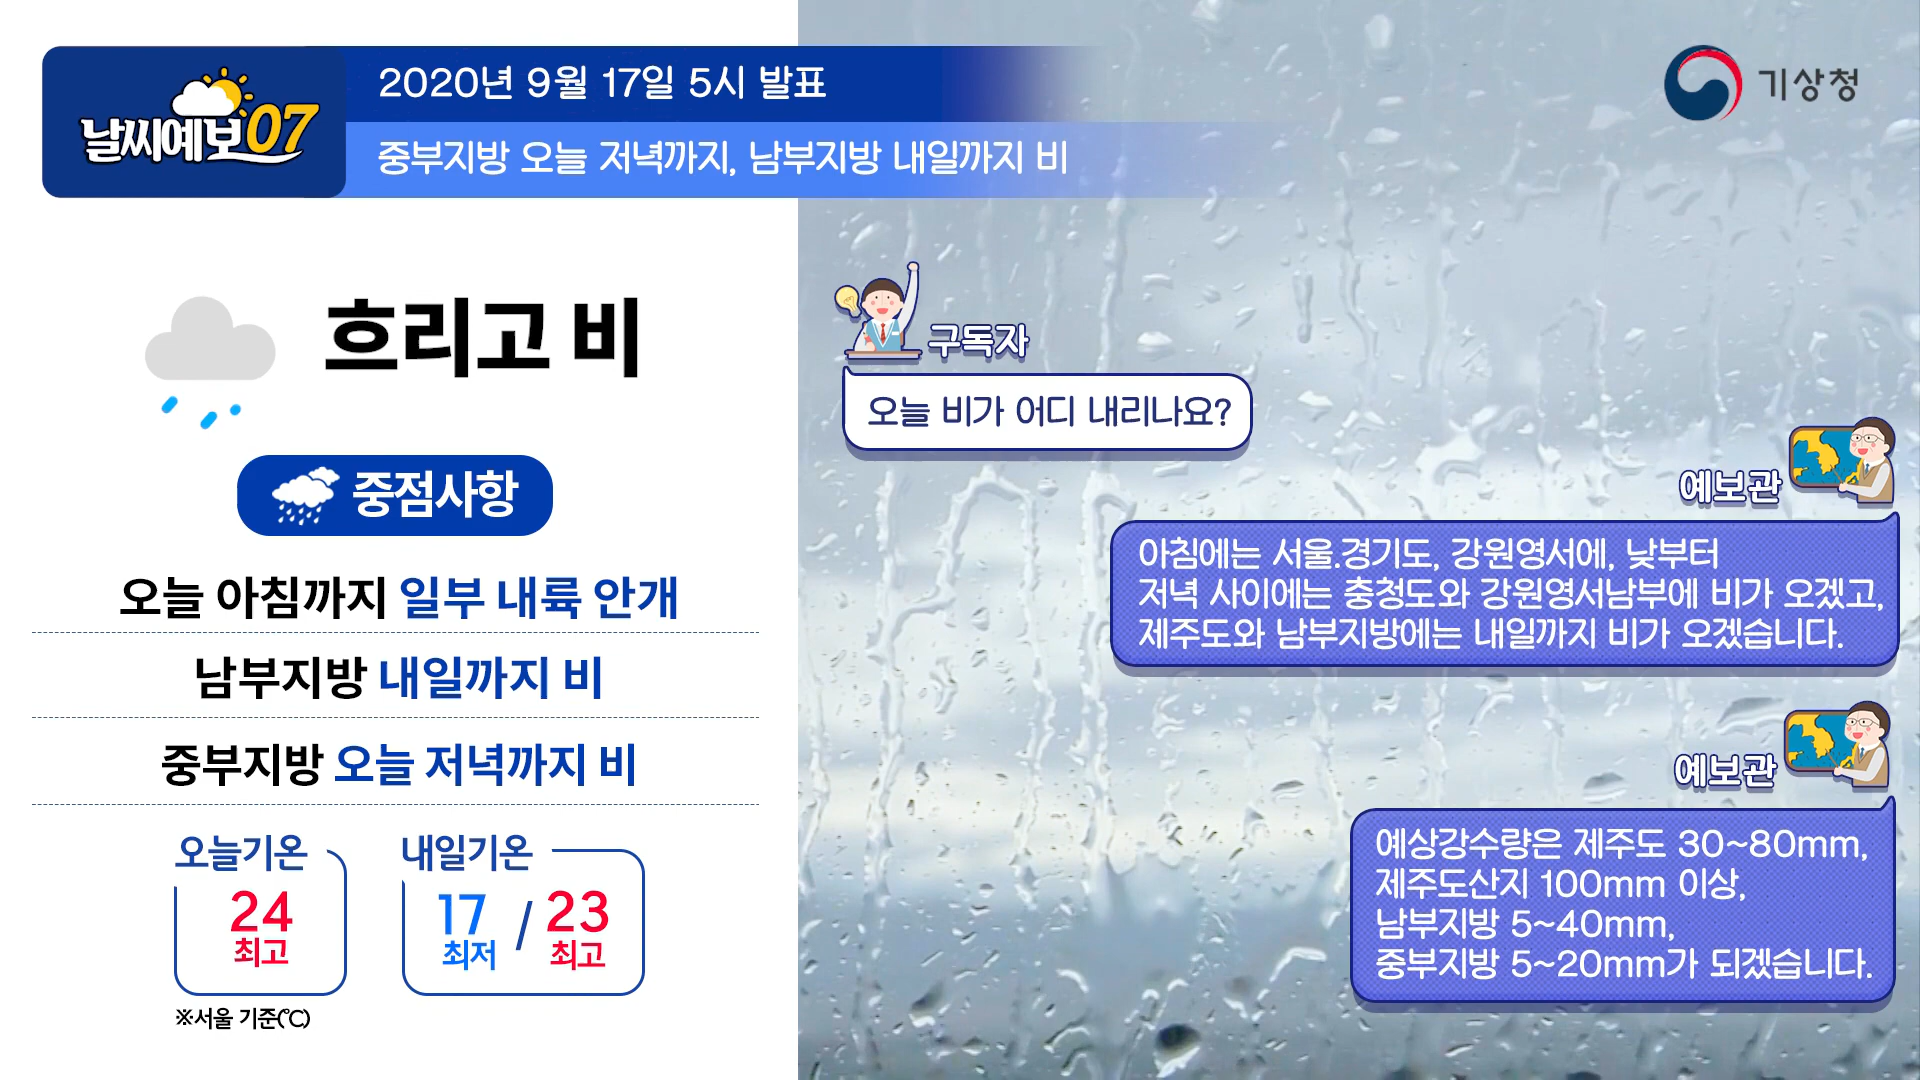 날씨예보07
2020년 9월 17일 5시 발표
중부지방 오늘 저녁까지, 남부지방 내일까지 비
기상청
흐리고 비
중점사항
오늘 아침까지 일부 내륙 안개
남부지방 내일까지 비
중부지방 오늘 저녁까지 비
오늘기온
24
최고
내일기온
17 / 23
최저 최고
※서울 기준(℃)
구독자
오늘 비가 어디 내리나요?
예보관
아침에는 서울.경기도, 강원영서에, 낮부터
저녁 사이에는 충청도와 강원영서남부에 비가 오겠고,
제주도와 남부지방에는 내일까지 비가 오겠습니다.
예보관
예상강수량은 제주도 30~80mm,
제주도산지 100mm 이상,
남부지방 5~40mm,
중부지방 5~20mm가 되겠습니다.